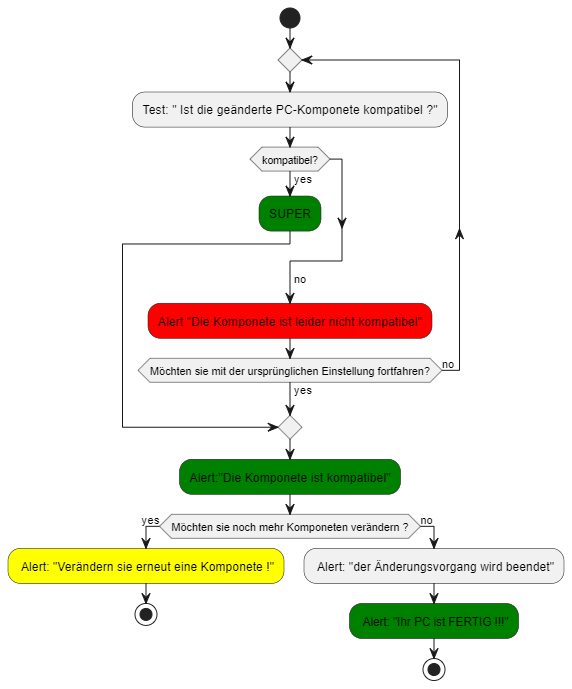 Test: " Ist die geänderte PC-Komponete kompatibel ?"
kompatibel?
yes
SUPER
no
Alert "Die Komponete ist leider nicht kompatibel"
Möchten sie mit der ursprünglichen Einstellung fortfahren?
no
yes
Alert:"Die Komponete ist kompatibel"
yes
Möchten sie noch mehr Komponeten verändern ?
no
Alert: "Verändern sie erneut eine Komponete !"
Alert: "der Änderungsvorgang wird beendet"
Alert: "Ihr PC ist FERTIG !!!"